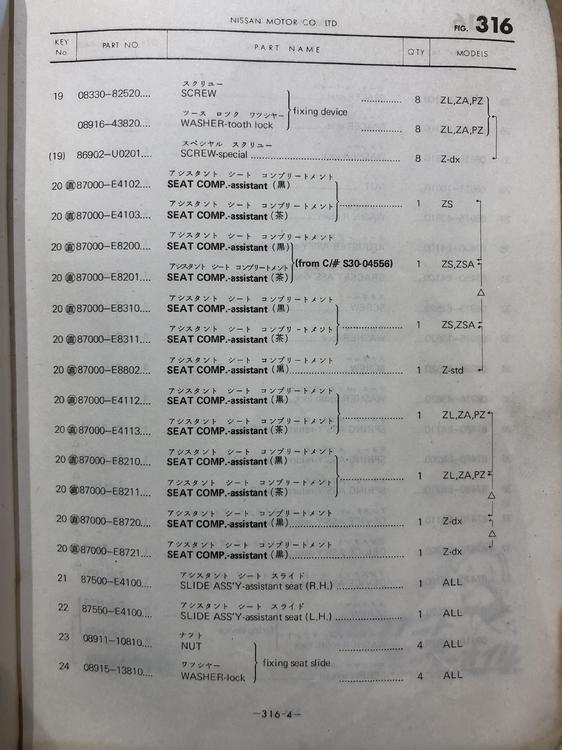 NISSAN MOTOR CO. LTD.
FIG. 316
KEY No. PART NO. PART NAME Q'TY MODELS
スクリユー
19 08330-82520.... SCREW .............. 8 ZL,ZA,PZ
ツース ロツク ワツシヤー fixing device
08916-43820.... WASHER-tooth lock .............. 8 ZL,ZA,PZ
スペシヤル スクリユー
(19) 86902-U0201.... SCREW-special .............. 8 Z-dx
アシスタント シート コンプリートメント
20 87000-E4102.... SEAT COMP.-assistant (黒)
アシスタント シート コンプリートメント .............. 1 ZS
20 87000-E4103.... SEAT COMP.-assistant (茶)
アシスタント シート コンプリートメント
20 87000-E8200.... SEAT COMP.-assistant (黒)
アシスタント シート コンプリートメント (from C/# S30-04556) 1 ZS,ZSA
20 87000-E8201.... SEAT COMP.-assistant (茶)
△
アシスタント シート コンプリートメント
20 87000-E8310.... SEAT COMP.-assistant (黒)
アシスタント シート コンプリートメント .............. 1 ZS,ZSA
20 87000-E8311.... SEAT COMP.-assistant (茶)
アシスタント シート コンプリートメント
20 87000-E8802.... SEAT COMP.-assistant (黒) .............. 1 Z-std
アシスタント シート コンプリートメント
20 87000-E4112.... SEAT COMP.-assistant (黒)
アシスタント シート コンプリートメント .............. 1 ZL,ZA,PZ
20 87000-E4113.... SEAT COMP.-assistant (茶)
アシスタント シート コンプリートメント
20 87000-E8210.... SEAT COMP.-assistant (黒)
アシスタント シート コンプリートメント .............. 1 ZL,ZA,PZ
20 87000-E8211.... SEAT COMP.-assistant (茶)
△
アシスタント シート コンプリートメント
20 87000-E8720.... SEAT COMP.-assistant (黒) .............. 1 Z-dx
△
アシスタント シート コンプリートメント
20 87000-E8721.... SEAT COMP.-assistant (黒) .............. 1 Z-dx
アシスタント シート スライド
21 87500-E4100.... SLIDE ASS'Y-assistant seat (R.H.) .............. 1 ALL
アシスタント シート スライド
22 87550-E4100.... SLIDE ASS'Y-assistant seat (L.H.) .............. 1 ALL
ナツト
23 08911-10810.... NUT .............. 4 ALL
ワツシヤー fixing seat slide
24 08915-13810.... WASHER-lock .............. 4 ALL
-316-4-